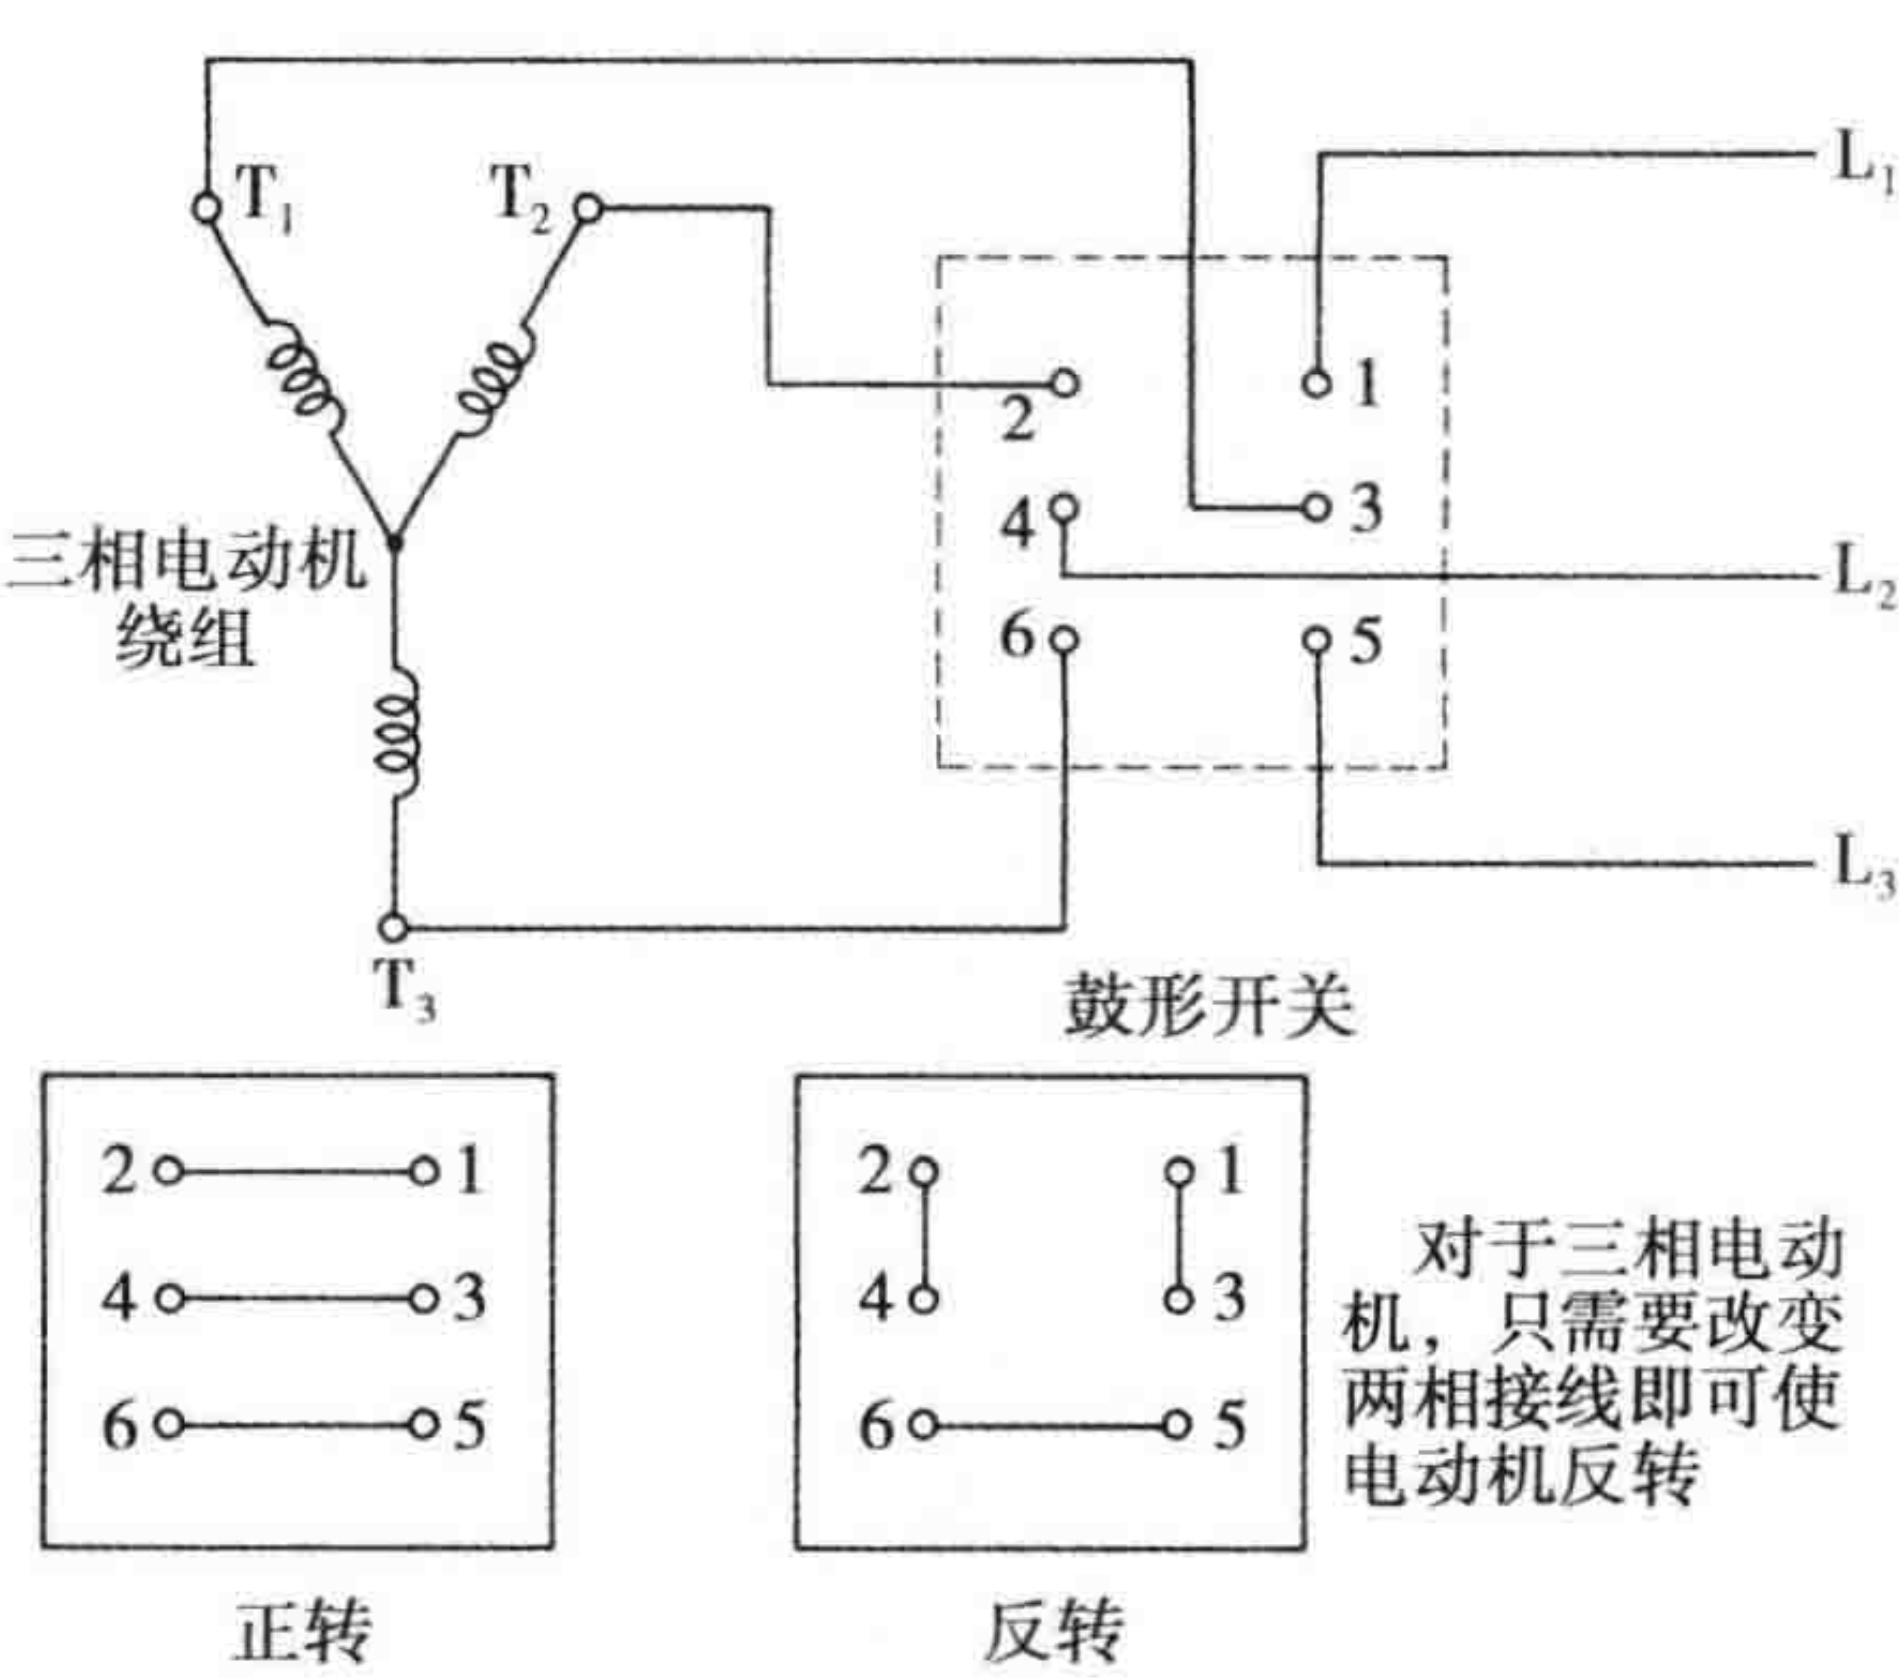 T₁
T₂
L₁
2
1
4
3
三相电动机
绕组
L₂
6
5
L₃
T₃
鼓形开关
2 1
4 3
6 5
正转
2 1
4 3
6 5
反转
对于三相电动
机，只需要改变
两相接线即可使
电动机反转